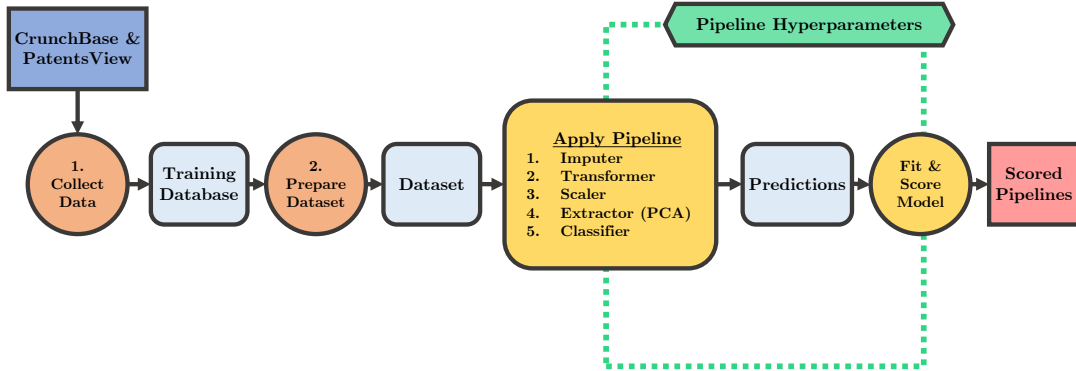 CrunchBase &
PatentsView
Pipeline Hyperparameters
1.
Collect
Data
Training
Database
2.
Prepare
Dataset
Dataset
Apply Pipeline
1. Imputer
2. Transformer
3. Scaler
4. Extractor (PCA)
5. Classifier
Predictions
Fit &
Score
Model
Scored
Pipelines